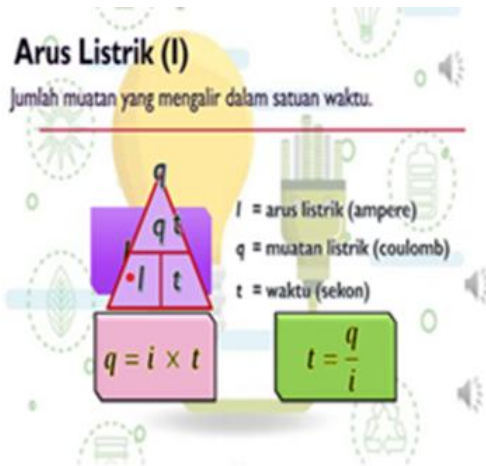 Arus Listrik (I)
Jumlah muatan yang mengalir dalam satuan waktu.
q
q t
I t
I = arus listrik (ampere)
q = muatan listrik (coulomb)
t = waktu (sekon)
q = i × t
t = q/i